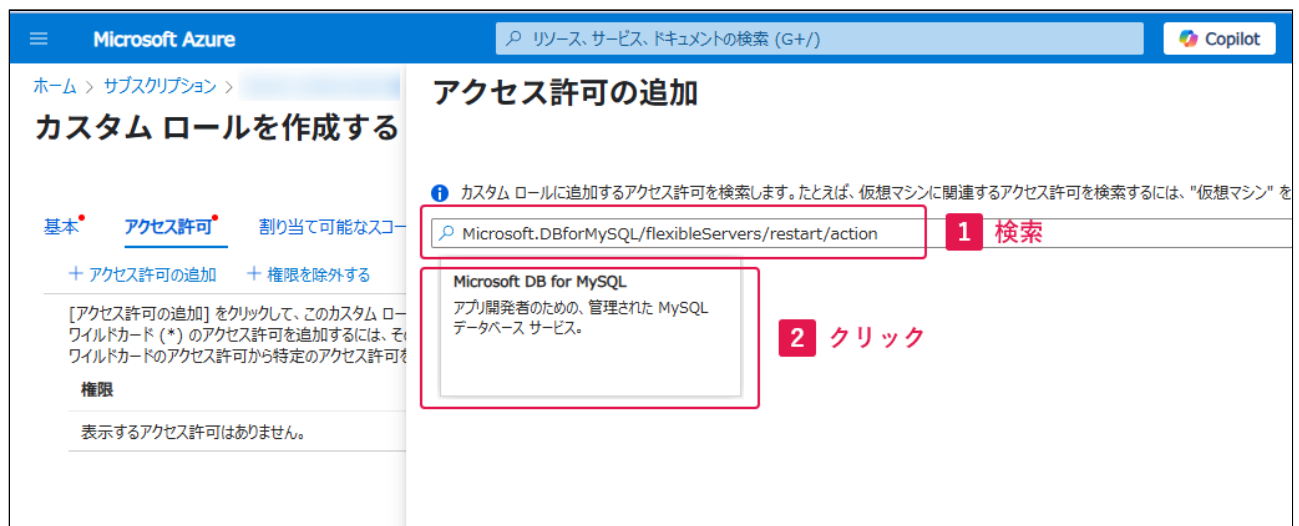 Microsoft Azure
リソース、サービス、ドキュメントの検索 (G+/)
Copilot
ホーム > サブスクリプション >
カスタム ロールを作成する
アクセス許可の追加
カスタム ロールに追加するアクセス許可を検索します。たとえば、仮想マシンに関連するアクセス許可を検索するには、"仮想マシン" を
基本
アクセス許可
割り当て可能なスコー
Microsoft.DBforMySQL/flexibleServers/restart/action
1 検索
+ アクセス許可の追加
+ 権限を除外する
[アクセス許可の追加] をクリックして、このカスタム ロー
ワイルドカード (*) のアクセス許可を追加するには、その
ワイルドカードのアクセス許可から特定のアクセス許可を
権限
表示するアクセス許可はありません。
Microsoft DB for MySQL
アプリ開発者のための、管理された MySQL
データベース サービス。
2 クリック